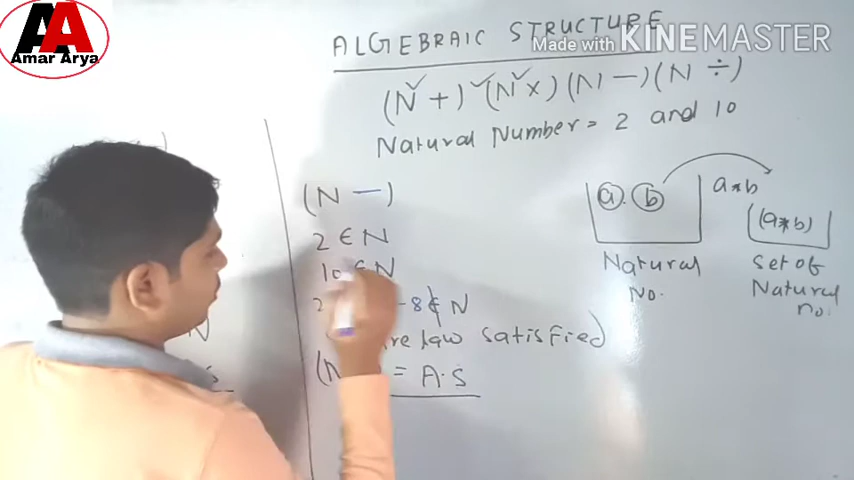 AA
Amar Arya
ALGEBRAIC STRUCTURE
Made with KINEMASTER
(N +) (N ×) (N −) (N ÷)
Natural Number = 2 and 10
(N −)
2 ∈ N
10 ∈ N
2 -8 ∉ N
law satisfied)
(N = A.S
a . b
a*b
(a*b)
Natural
No.
set of
Natural
no.
N